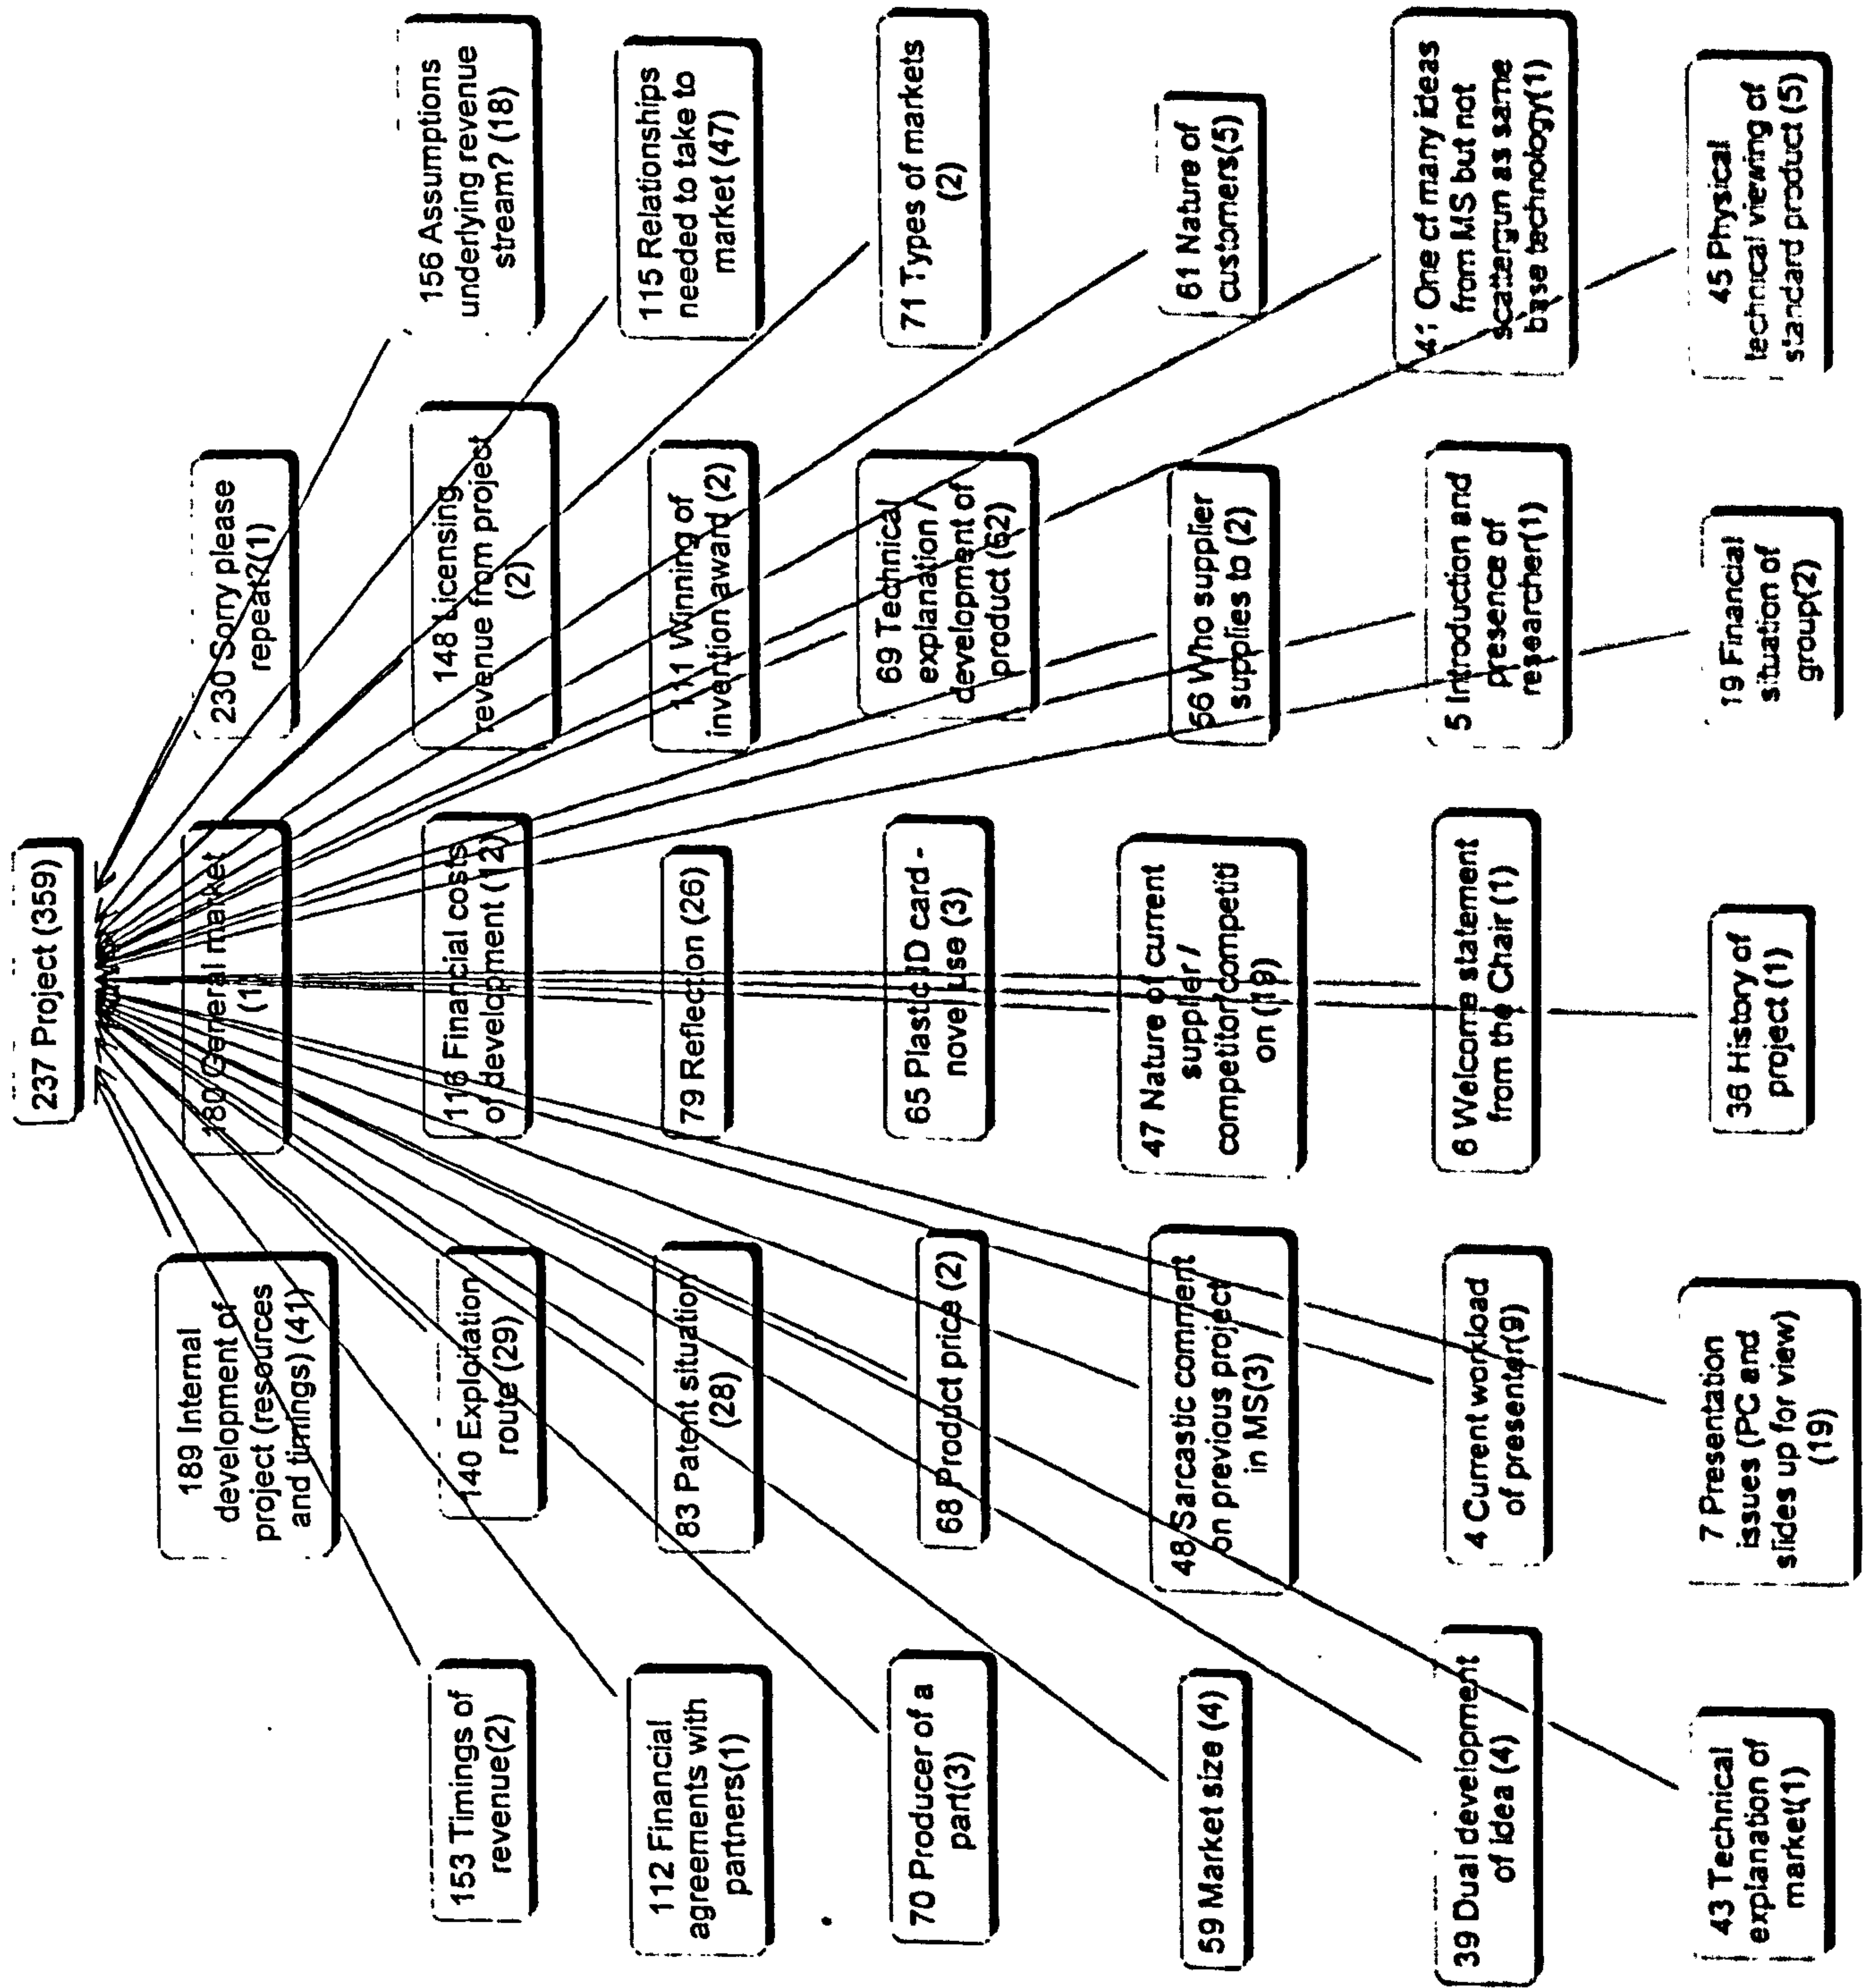 237 Project (359)
189 Internal
development of
project (resources
and timings) (41)
180 General market
(1)
230 Sorry please
repeat?(1)
153 Timings of
revenue(2)
140 Exploitation
route (29)
116 Financial costs
of development (12)
148 Licensing
revenue from project
(2)
156 Assumptions
underlying revenue
stream? (18)
112 Financial
agreements with
partners(1)
83 Patent situation
(28)
79 Reflection (26)
111 Winning of
invention award (2)
115 Relationships
needed to take to
market (47)
70 Producer of a
part(3)
68 Product price (2)
65 Plastic ID card -
novel use (3)
69 Technical
explanation /
development of
product (62)
71 Types of markets
(2)
59 Market size (4)
48 Sarcastic comment
on previous project
in MS(3)
47 Nature of current
supplier /
competitor/competiti
on (19)
66 Who supplier
supplies to (2)
61 Nature of
customers(5)
39 Dual development
of idea (4)
4 Current workload
of presenter(9)
6 Welcome statement
from the Chair (1)
5 Introduction and
presence of
researcher(1)
41 One of many ideas
from MS but not
scattergun as same
base technology(1)
43 Technical
explanation of
market(1)
7 Presentation
issues (PC and
slides up for view)
(19)
38 History of
project (1)
19 Financial
situation of
group(2)
45 Physical
technical viewing of
standard product (5)